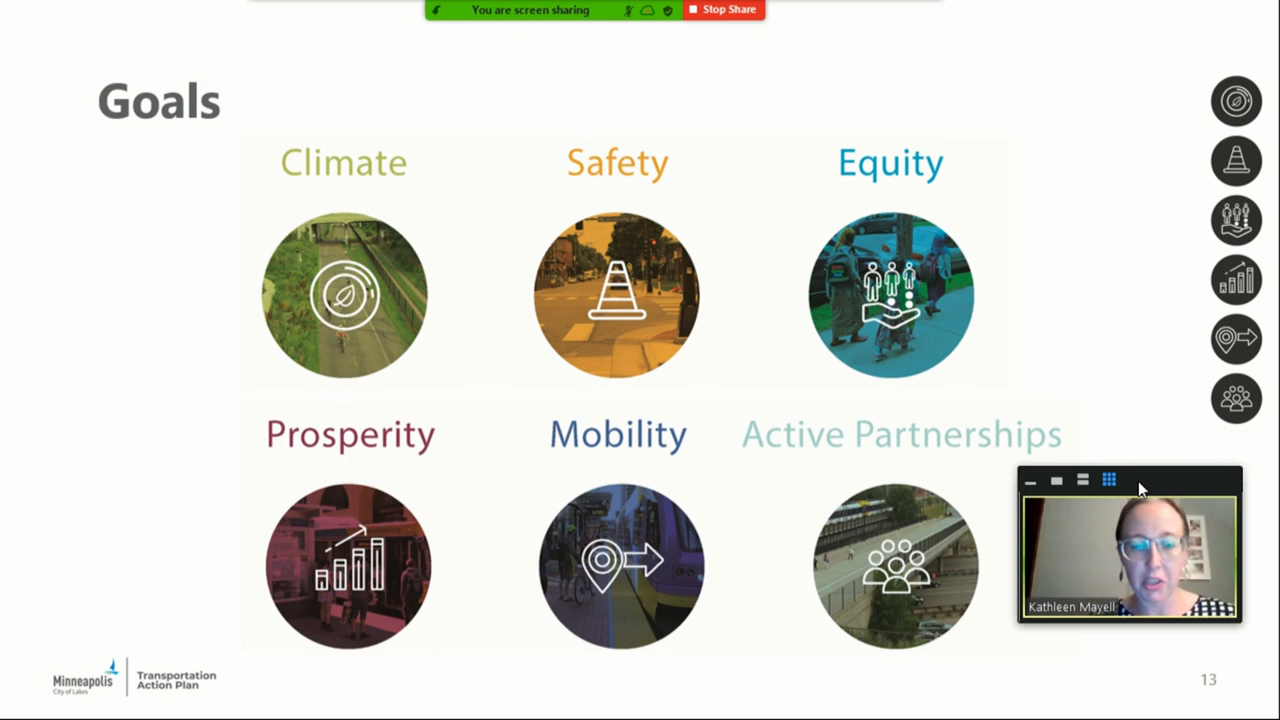 You are screen sharing
Stop Share
Goals
Climate
Safety
Equity
Prosperity
Mobility
Active Partnerships
Kathleen Mayell
Minneapolis
City of Lakes
Transportation
Action Plan
13